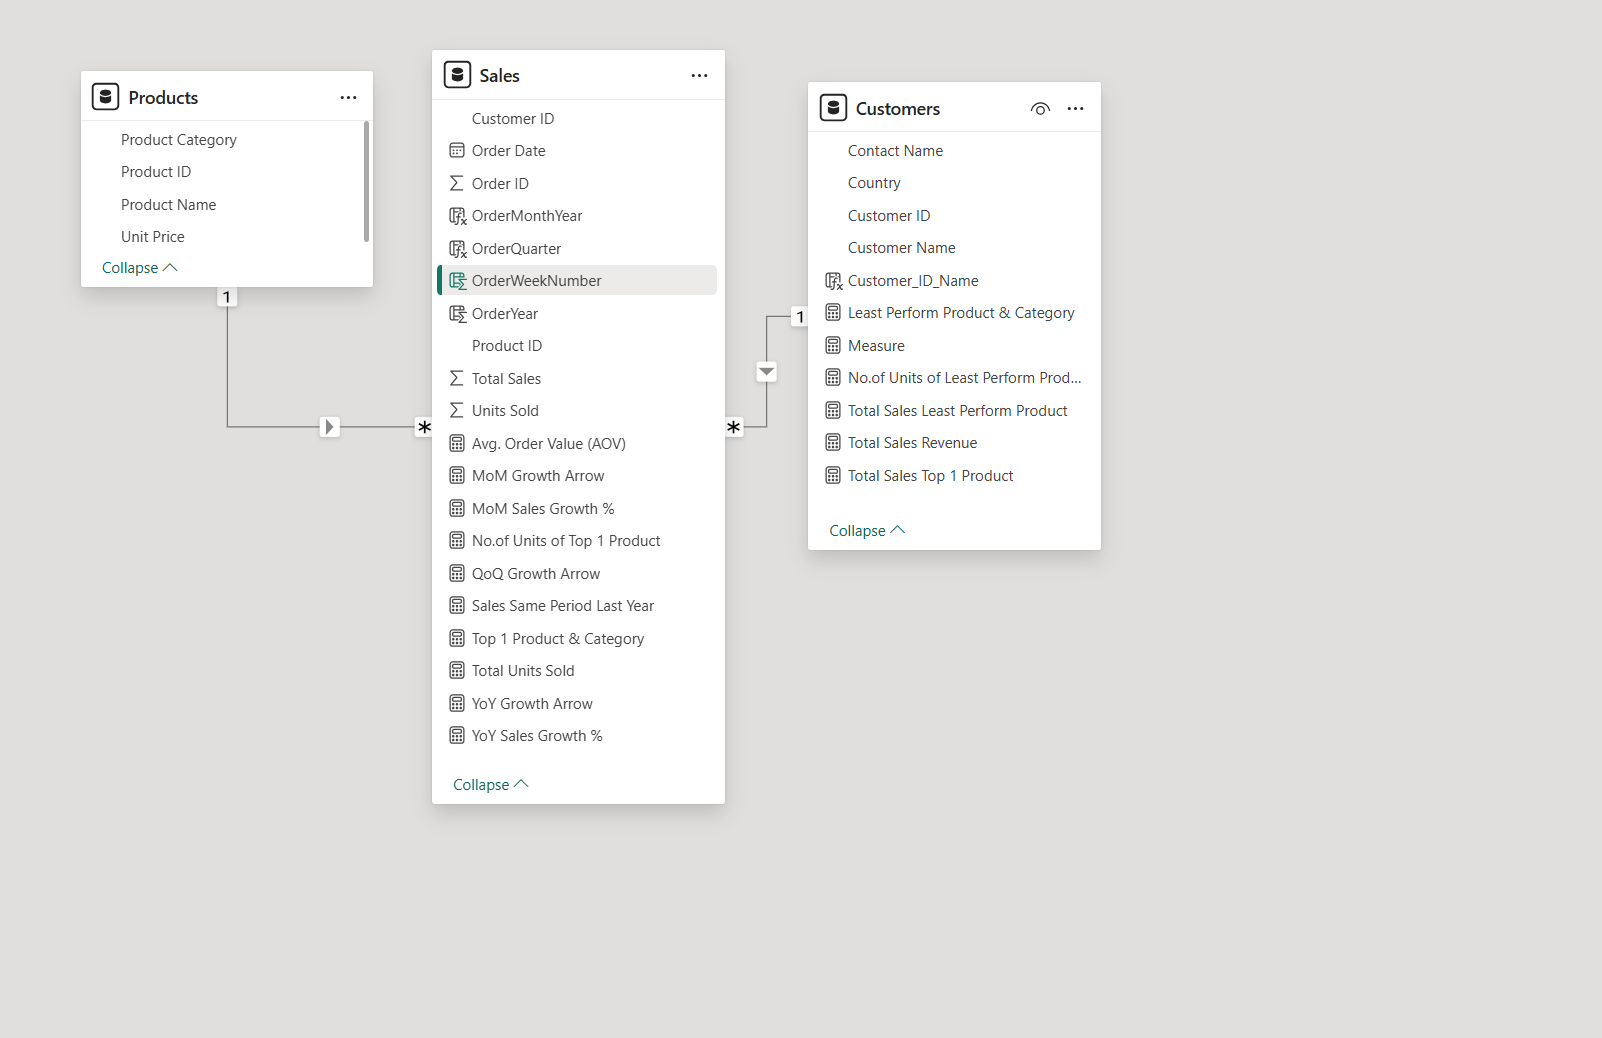 Products
Product Category
Product ID
Product Name
Unit Price
Collapse
1
*
Sales
Customer ID
Order Date
Order ID
OrderMonthYear
OrderQuarter
OrderWeekNumber
OrderYear
Product ID
Total Sales
Units Sold
Avg. Order Value (AOV)
MoM Growth Arrow
MoM Sales Growth %
No.of Units of Top 1 Product
QoQ Growth Arrow
Sales Same Period Last Year
Top 1 Product & Category
Total Units Sold
YoY Growth Arrow
YoY Sales Growth %
Collapse
*
1
Customers
Contact Name
Country
Customer ID
Customer Name
Customer_ID_Name
Least Perform Product & Category
Measure
No.of Units of Least Perform Prod...
Total Sales Least Perform Product
Total Sales Revenue
Total Sales Top 1 Product
Collapse